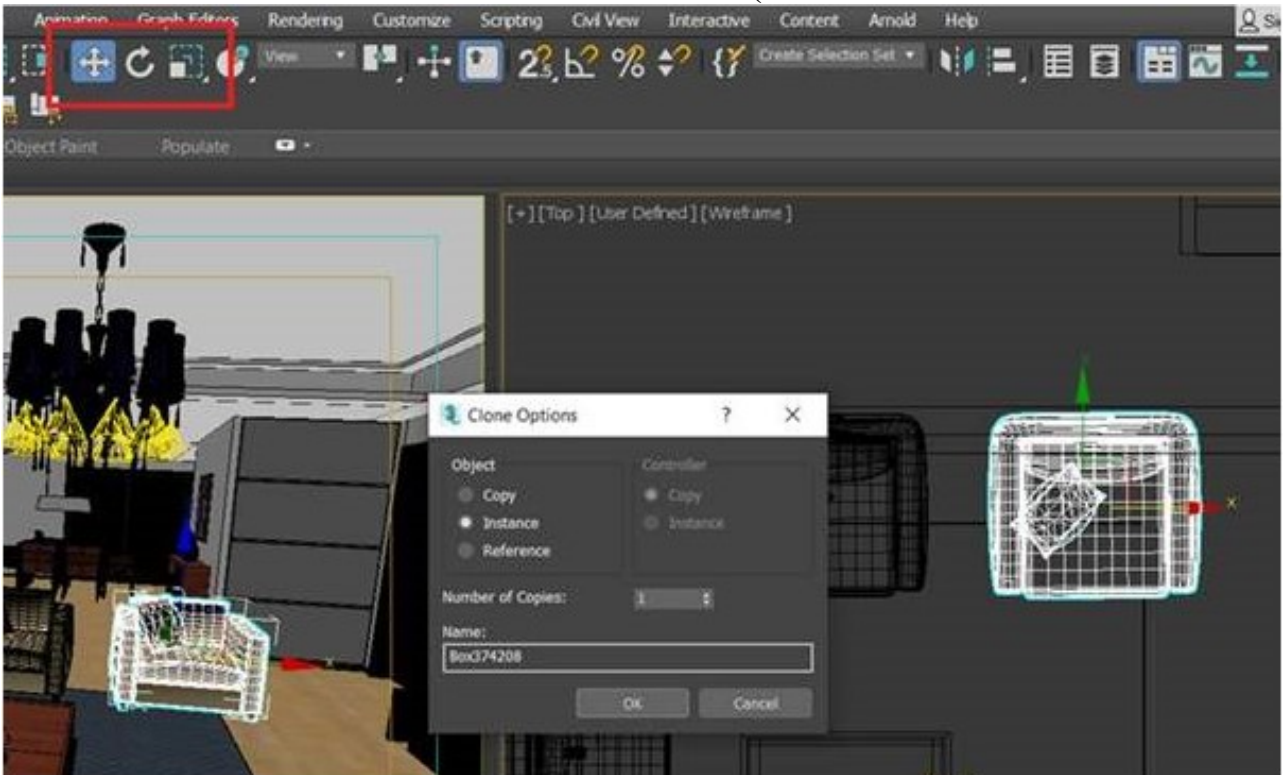 Animation Graph Editors Rendering Customize Scripting Civil View Interactive Content Arnold Help
View
Create Selection Set
Object Paint Populate
[+] [Top ] [User Defined ] [Wireframe ]
Clone Options ? ×
Object Controller
Copy Copy
Instance Instance
Reference
Number of Copies: 1
Name:
Box374208
OK Cancel
x
x